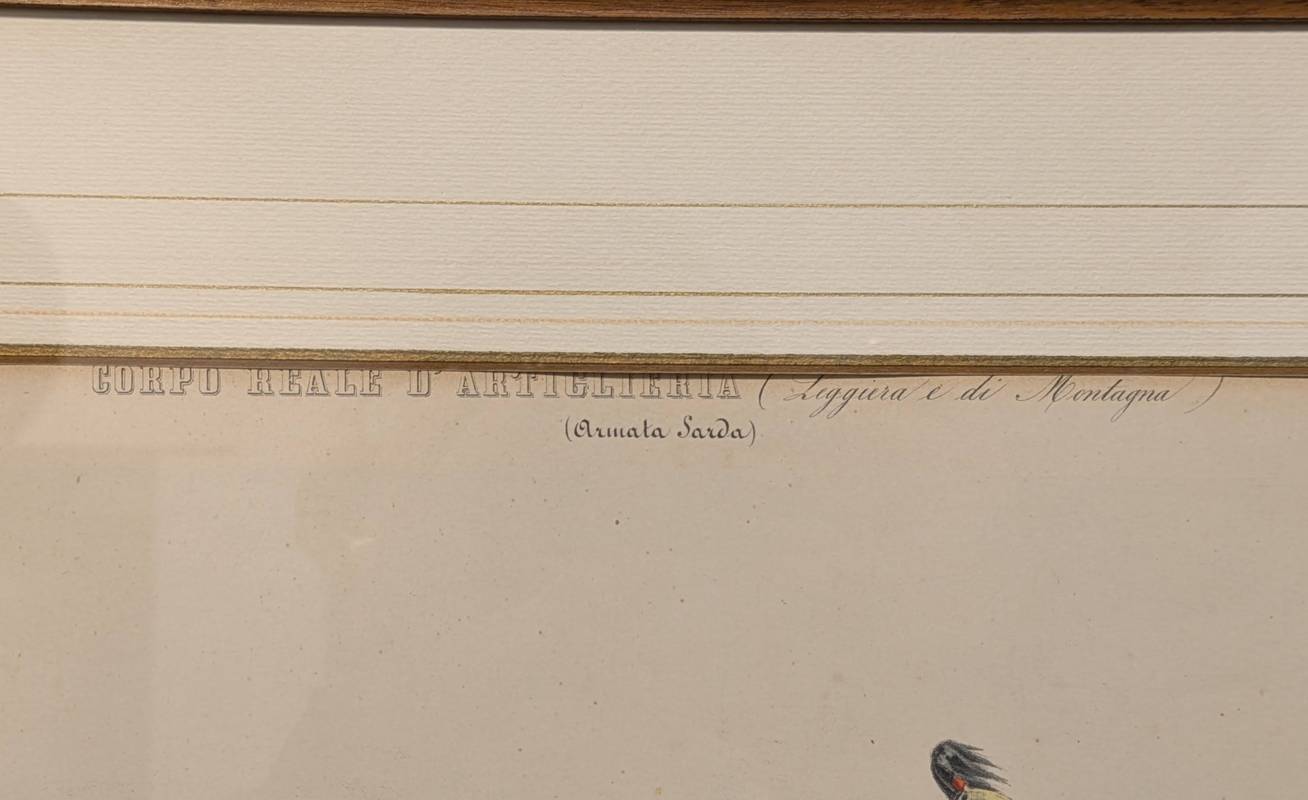 CORPO REALE D'ARTIGLIERIA (Leggiera e di Montagna)
(Armata Sarda)